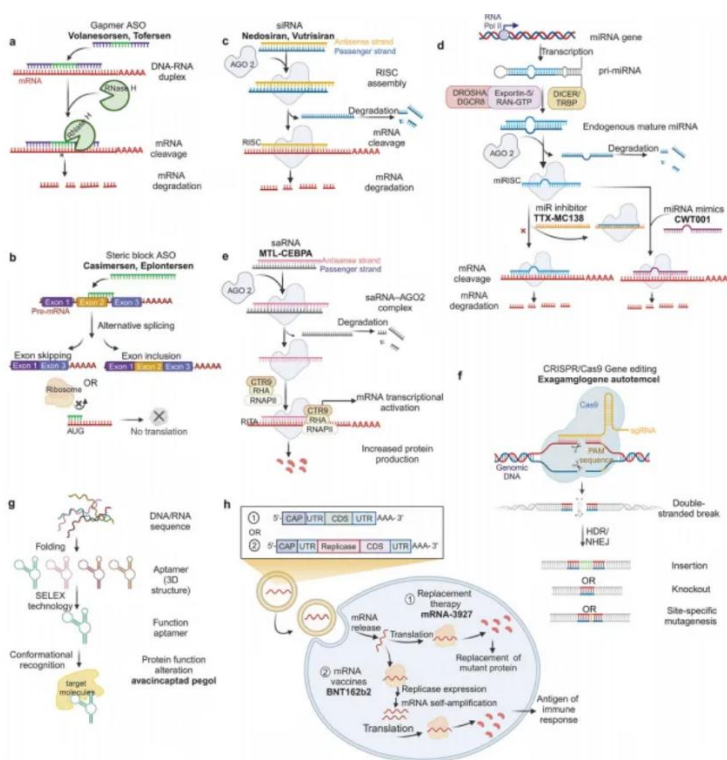 a
Gapmer ASO
Volanesorsen, Tofersen
mRNA
DNA-RNA
duplex
RNase H
RNase H
mRNA
cleavage
mRNA
degradation
b
Steric block ASO
Casimersen, Eplontersen
Exon 1 Exon 2 Exon 3 AAAAA
Pre-mRNA
Alternative splicing
Exon skipping
Exon inclusion
Exon 1 Exon 3 AAAAA
Exon 1 Exon 2 Exon 3 AAAAA
Ribosome
OR
AUG
No translation
c
siRNA
Nedosiran, Vutrisiran
Antisense strand
Passenger strand
AGO 2
RISC
assembly
Degradation
RISC
mRNA
cleavage
mRNA
degradation
d
RNA
Pol II
miRNA gene
Transcription
pri-miRNA
DROSHA/
DGCR8
Exportin-5/
RAN-GTP
DICER/
TRBP
Endogenous mature miRNA
AGO 2
Degradation
miRISC
miR inhibitor
TTX-MC138
miRNA mimics
CWT001
mRNA
cleavage
mRNA
degradation
e
saRNA
MTL-CEBPA
Antisense strand
Passenger strand
AGO 2
saRNA–AGO2
complex
Degradation
CTR9
RHA
RNAPII
CTR9
RHA
RNAPII
RITA
mRNA transcriptional
activation
Increased protein
production
f
CRISPR/Cas9 Gene editing
Exagamglogene autotemcel
Cas9
sgRNA
PAM
sequence
Genomic
DNA
Double-
stranded break
HDR/
NHEJ
Insertion
OR
Knockout
OR
Site-specific
mutagenesis
g
DNA/RNA
sequence
Folding
Aptamer
(3D
structure)
SELEX
technology
Function
aptamer
Conformational
recognition
Protein function
alteration
avacincaptad pegol
target
molecules
h
① 5'- CAP UTR CDS UTR AAA- 3'
OR
② 5'- CAP UTR Replicase CDS UTR AAA- 3'
① Replacement
therapy
mRNA-3927
mRNA
release
Translation
Replacement of
mutant protein
② mRNA
vaccines
BNT162b2
Replicase expression
mRNA self-amplification
Translation
Antigen of
immune
response